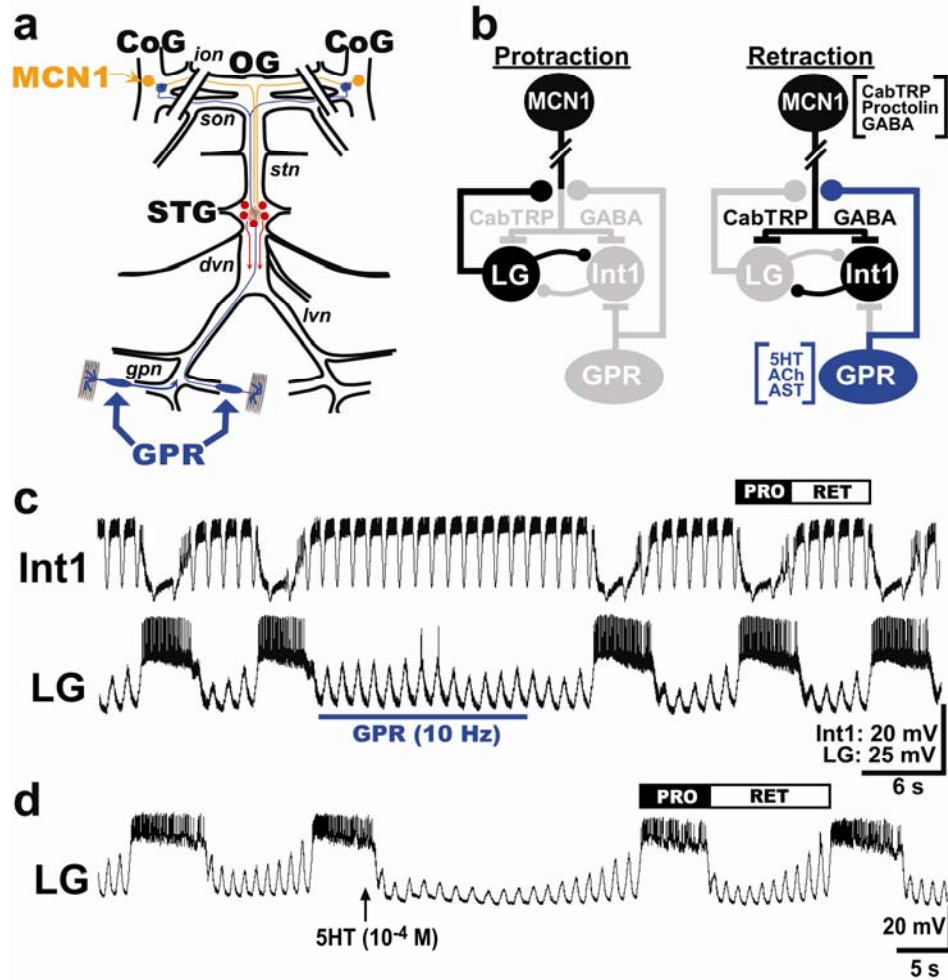 a
CoG
ion
OG
CoG
MCN1
son
stn
STG
dvn
lvn
gpn
GPR
b
Protraction
MCN1
CabTRP
GABA
LG
Int1
GPR
Retraction
MCN1
CabTRP
Proctolin
GABA
CabTRP
GABA
LG
Int1
5HT
ACh
AST
GPR
c
PRO
RET
Int1
LG
GPR (10 Hz)
Int1: 20 mV
LG: 25 mV
6 s
d
PRO
RET
LG
5HT (10⁻⁴ M)
20 mV
5 s